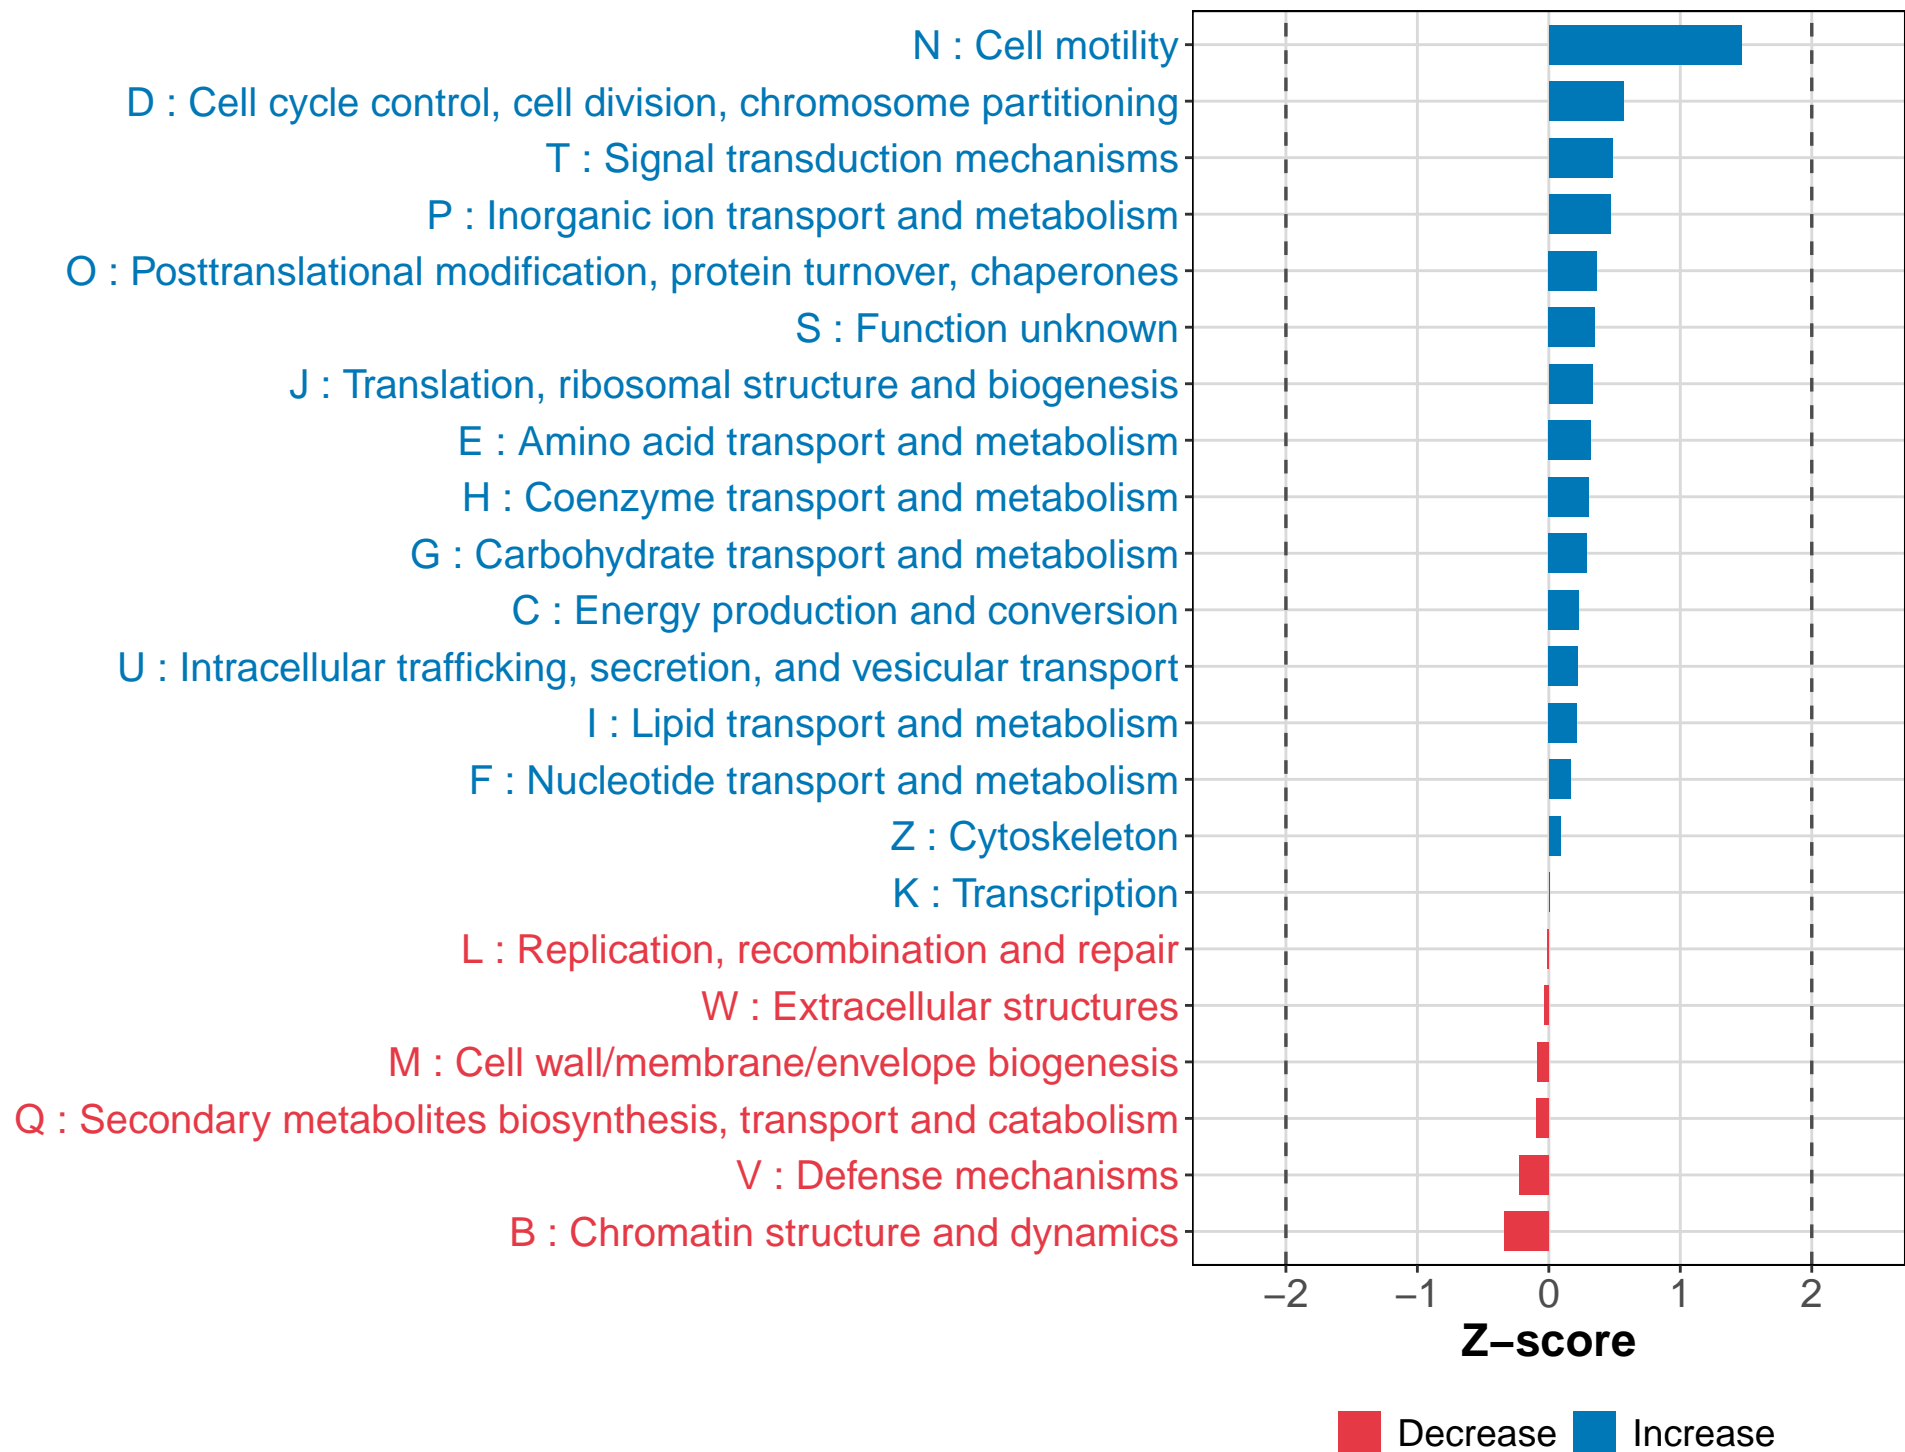 N : Cell motility
D : Cell cycle control, cell division, chromosome partitioning
T : Signal transduction mechanisms
P : Inorganic ion transport and metabolism
O : Posttranslational modification, protein turnover, chaperones
S : Function unknown
J : Translation, ribosomal structure and biogenesis
E : Amino acid transport and metabolism
H : Coenzyme transport and metabolism
G : Carbohydrate transport and metabolism
C : Energy production and conversion
U : Intracellular trafficking, secretion, and vesicular transport
I : Lipid transport and metabolism
F : Nucleotide transport and metabolism
Z : Cytoskeleton
K : Transcription
L : Replication, recombination and repair
W : Extracellular structures
M : Cell wall/membrane/envelope biogenesis
Q : Secondary metabolites biosynthesis, transport and catabolism
V : Defense mechanisms
B : Chromatin structure and dynamics
−2 −1 0 1 2
Z−score
Decrease Increase